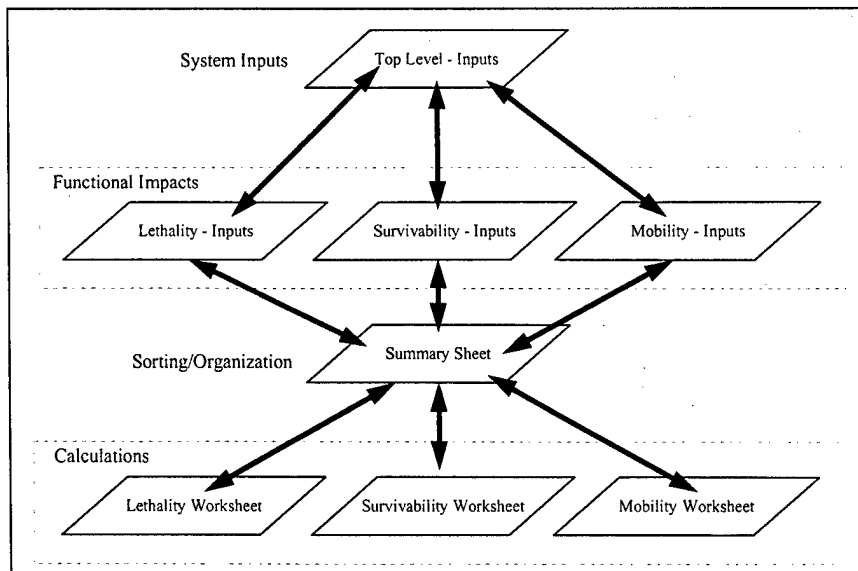 System Inputs
Top Level - Inputs
Functional Impacts
Lethality - Inputs
Survivability - Inputs
Mobility - Inputs
Sorting/Organization
Summary Sheet
Calculations
Lethality Worksheet
Survivability Worksheet
Mobility Worksheet